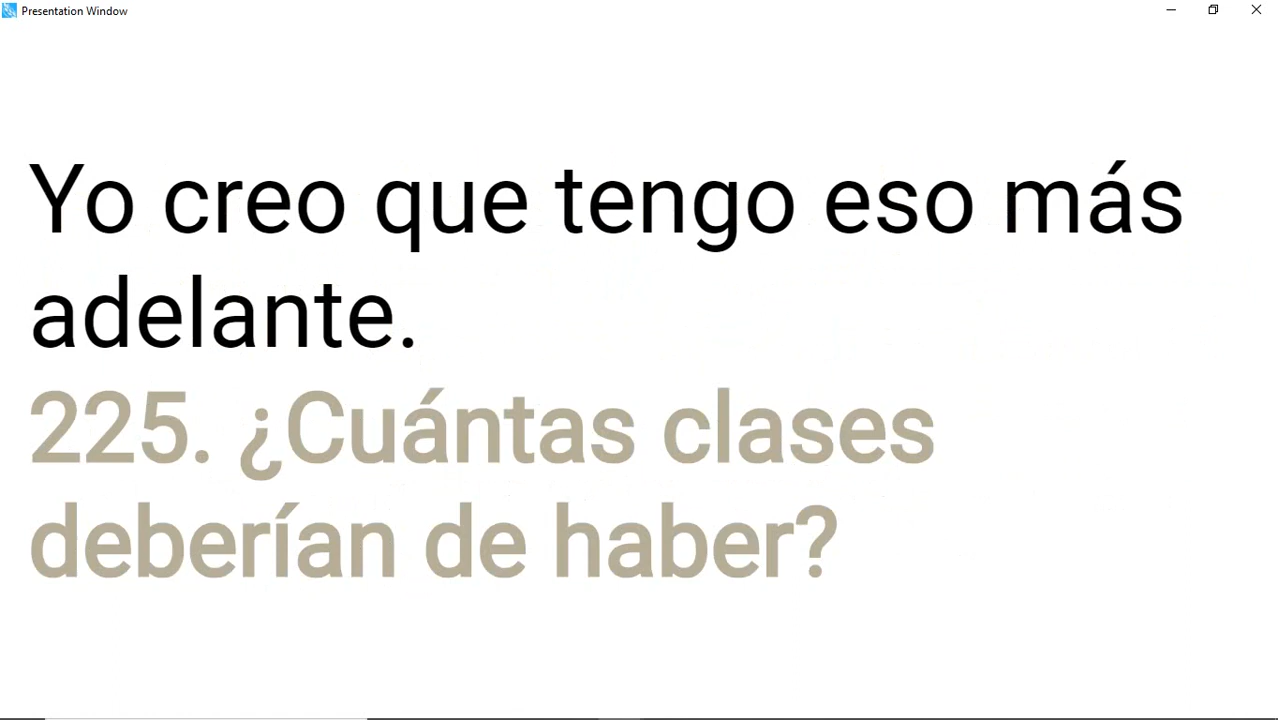 Presentation Window
Yo creo que tengo eso más
adelante.
225. ¿Cuántas clases
deberían de haber?